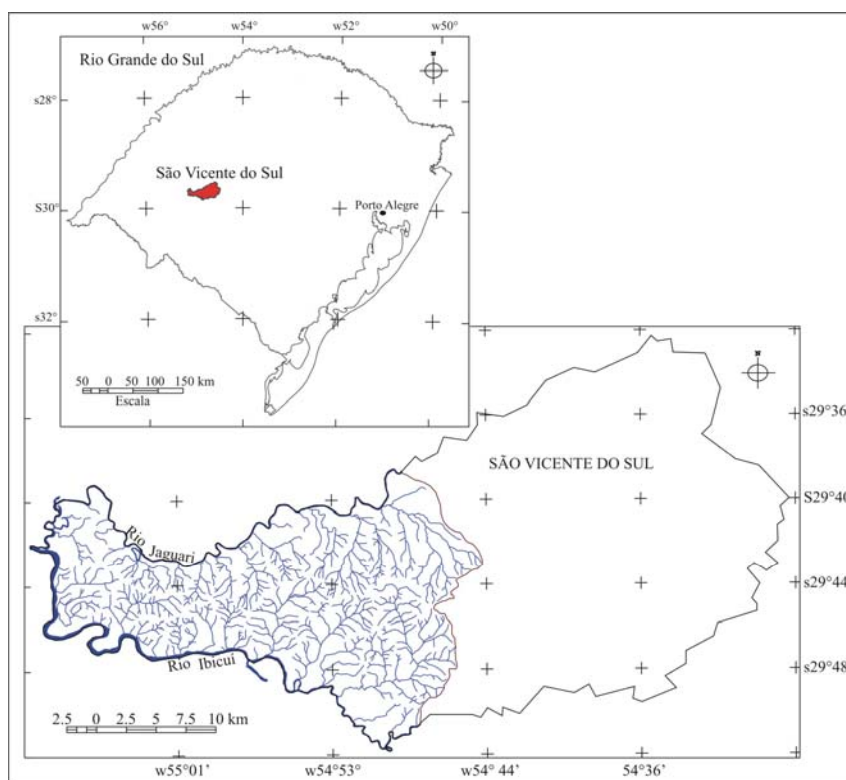 w56° w54° w52° w50°
Rio Grande do Sul
N
s28°
São Vicente do Sul
s30°
Porto Alegre
s32°
50 0 50 100 150 km
Escala
N
s29°36
SÃO VICENTE DO SUL
S29°40
Rio Jaguari
s29°44
Rio Ibicui
s29°48
2.5 0 2.5 5 7.5 10 km
w55°01' w54°53' w54°44' 54°36'